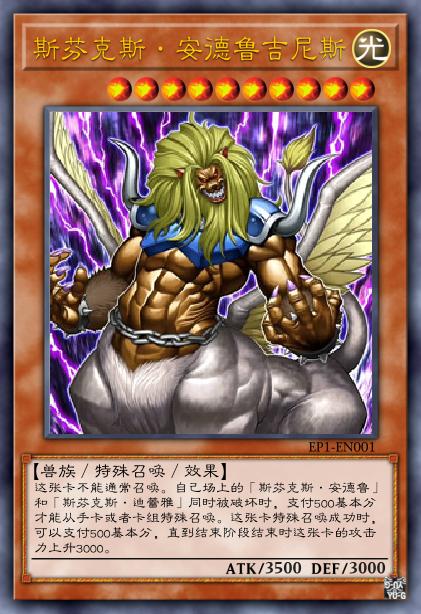 斯芬克斯·安德鲁吉尼斯
光
EP1-EN001
【兽族/特殊召唤/效果】
这张卡不能通常召唤。自己场上的「斯芬克斯·安德鲁」
和「斯芬克斯·迪蕾雅」同时被破坏时，支付500基本分
才能从手卡或者卡组特殊召唤。这张卡特殊召唤成功时，
可以支付500基本分，直到结束阶段结束时这张卡的攻击
力上升3000。
ATK/3500 DEF/3000